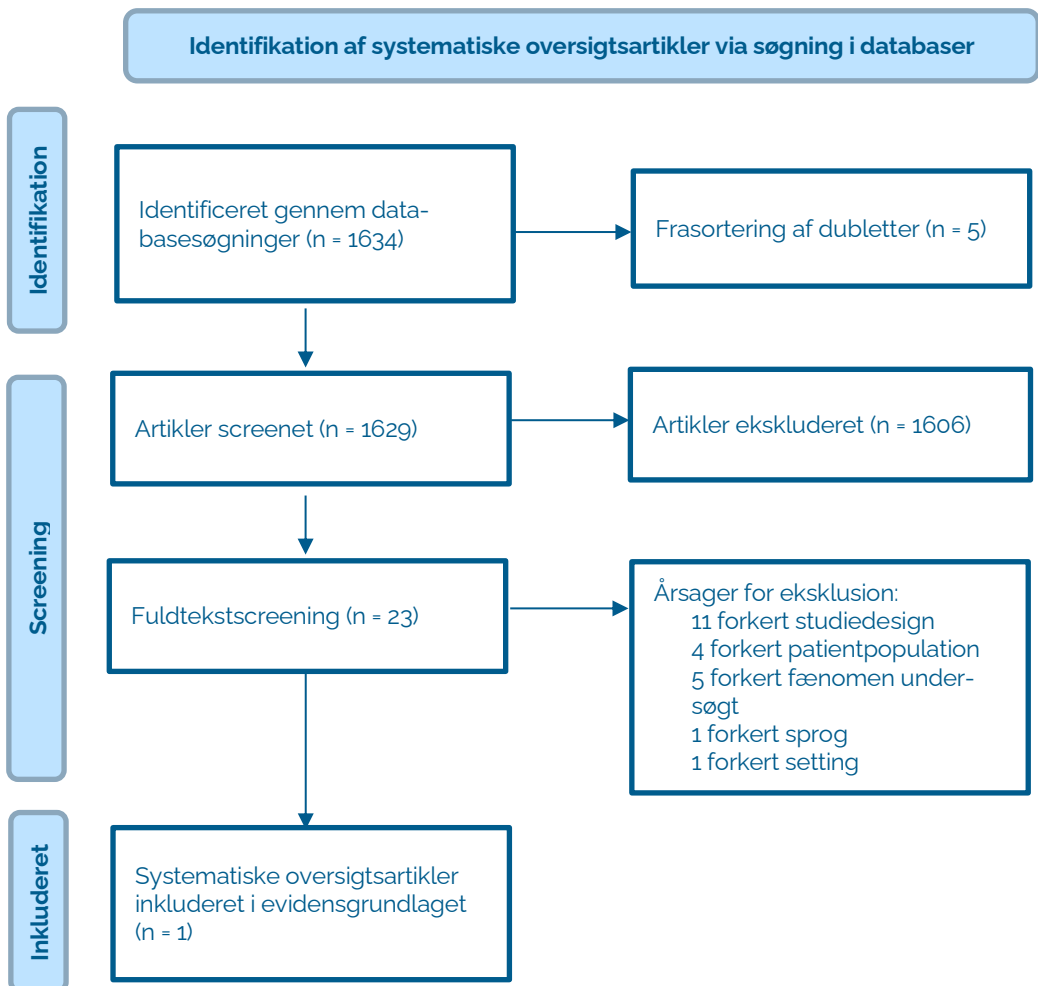 Identifikation af systematiske oversigtsartikler via søgning i databaser
Identifikation
Identificeret gennem data-
basesøgninger (n = 1634)
Frasortering af dubletter (n = 5)
Screening
Artikler screenet (n = 1629)
Artikler ekskluderet (n = 1606)
Fuldtekstscreening (n = 23)
Årsager for eksklusion:
11 forkert studiedesign
4 forkert patientpopulation
5 forkert fænomen under-
søgt
1 forkert sprog
1 forkert setting
Inkluderet
Systematiske oversigtsartikler
inkluderet i evidensgrundlaget
(n = 1)